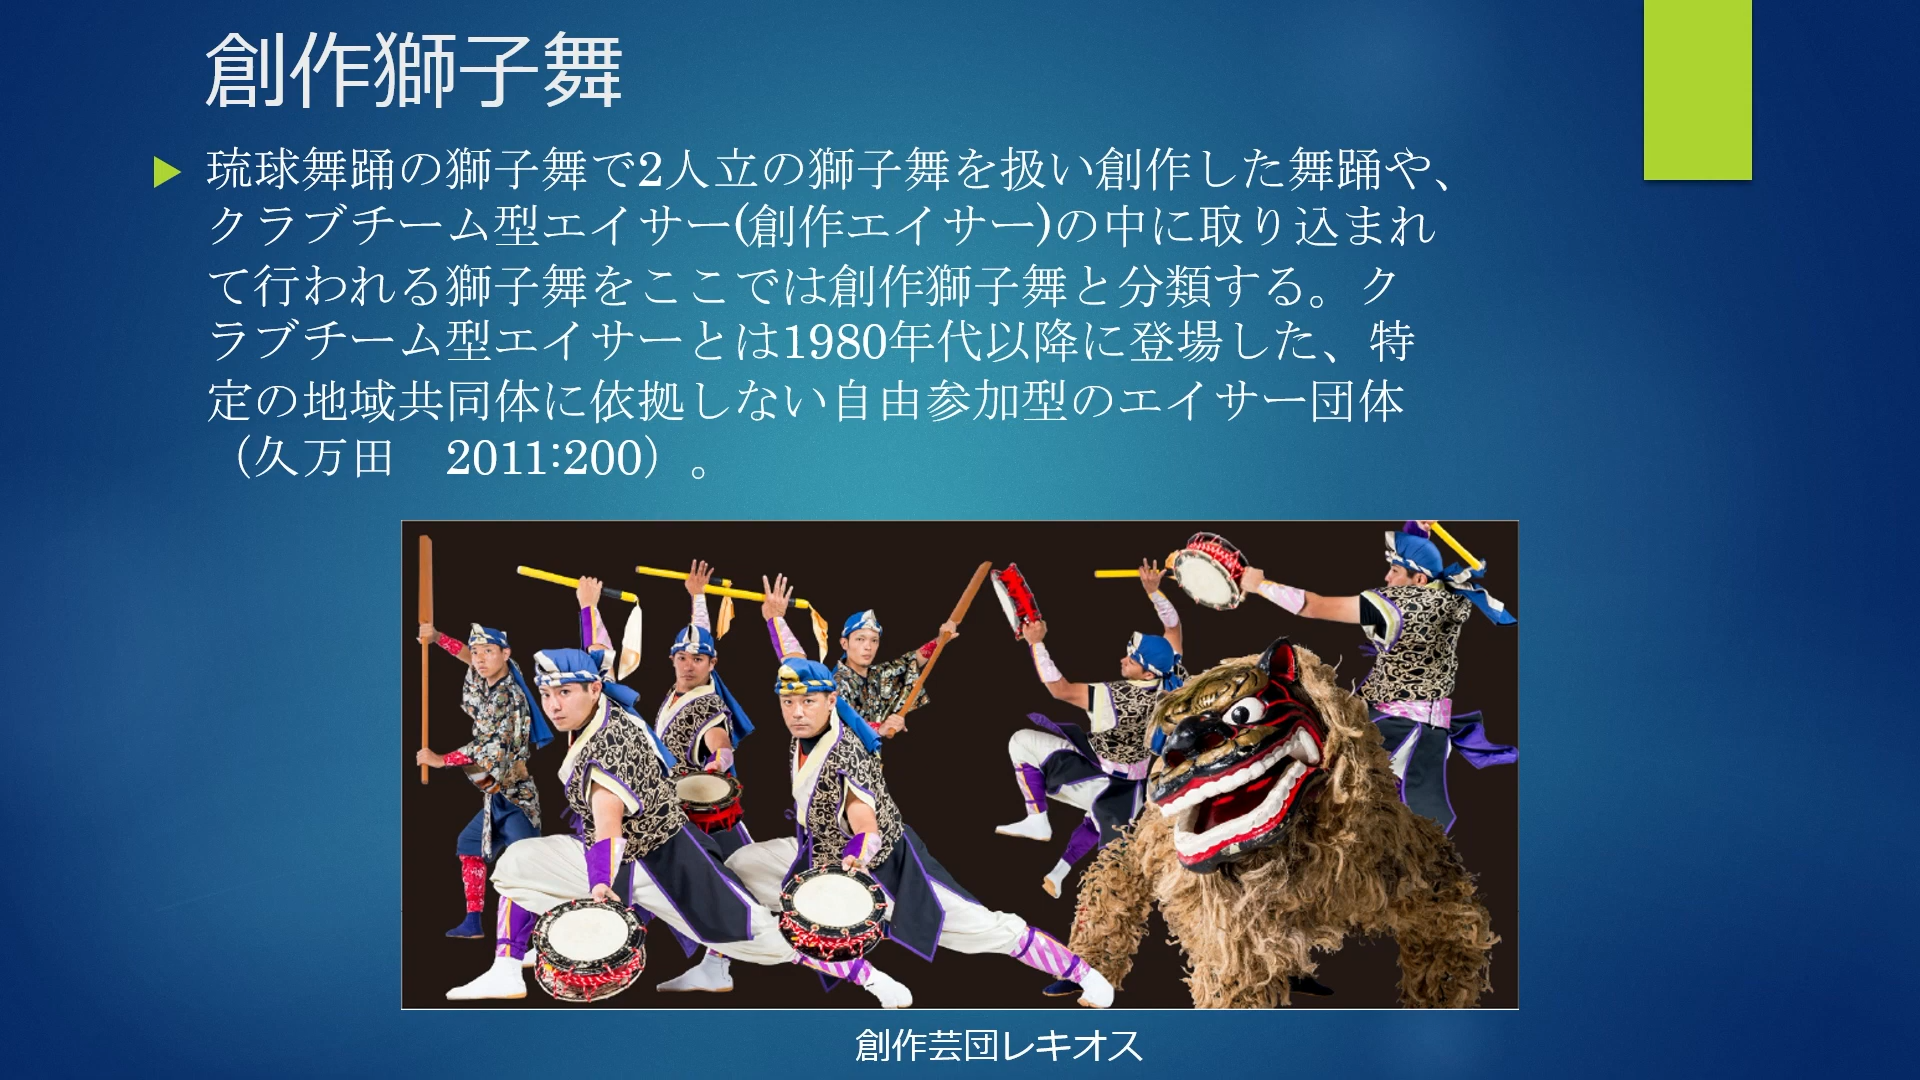 創作獅子舞
琉球舞踊の獅子舞で2人立の獅子舞を扱い創作した舞踊や、
クラブチーム型エイサー(創作エイサー)の中に取り込まれ
て行われる獅子舞をここでは創作獅子舞と分類する。ク
ラブチーム型エイサーとは1980年代以降に登場した、特
定の地域共同体に依拠しない自由参加型のエイサー団体
（久万田　2011:200）。
創作芸団レキオス